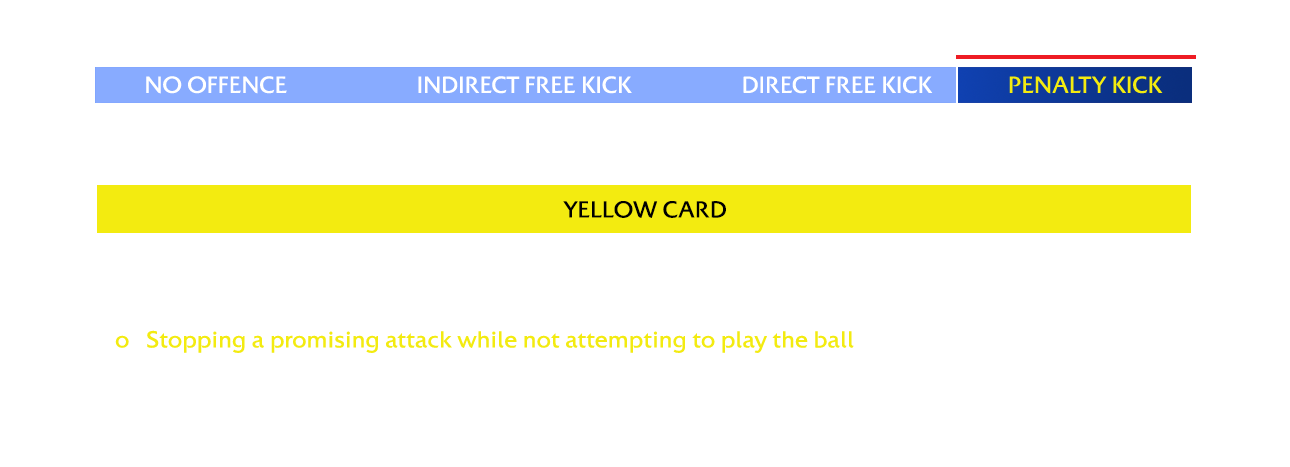 NO OFFENCE INDIRECT FREE KICK DIRECT FREE KICK PENALTY KICK
YELLOW CARD
o Stopping a promising attack while not attempting to play the ball